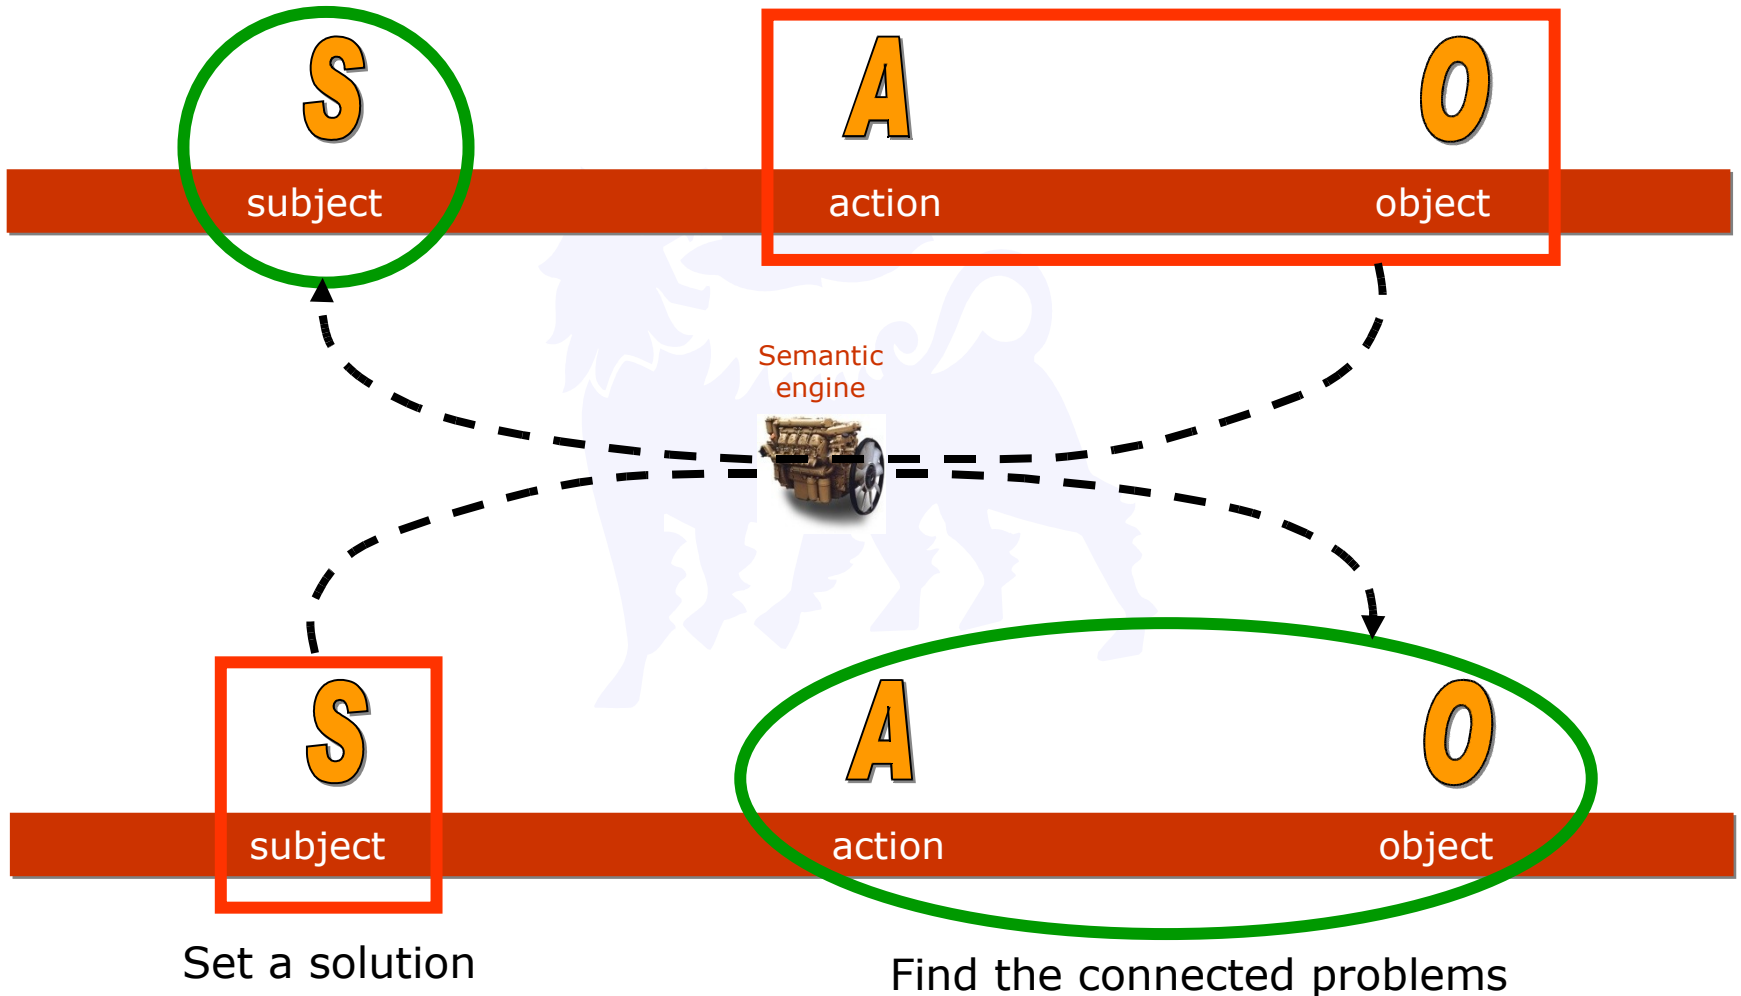 S A O
subject action object
Semantic
engine
S A O
subject action object
Set a solution
Find the connected problems